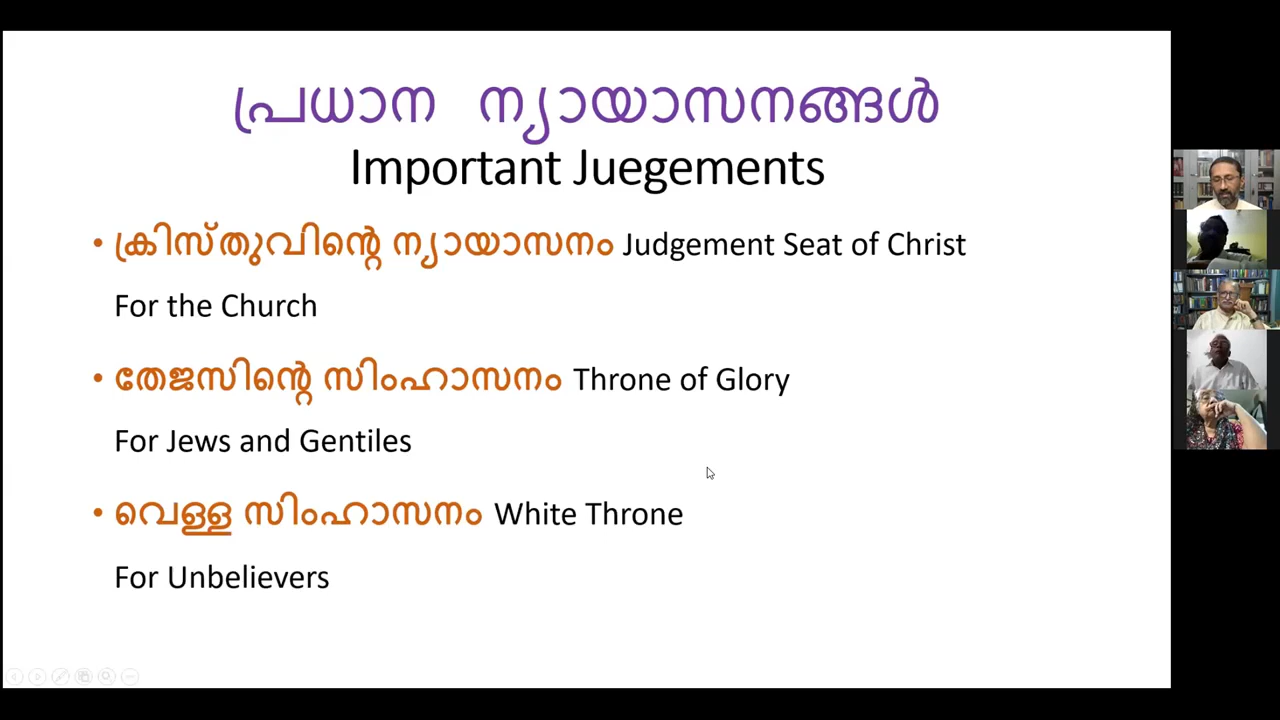 പ്രധാന ന്യായാസനങ്ങൾ
Important Juegements
• ക്രിസ്തുവിന്റെ ന്യായാസനം Judgement Seat of Christ
For the Church
• തേജസിന്റെ സിംഹാസനം Throne of Glory
For Jews and Gentiles
• വെള്ള സിംഹാസനം White Throne
For Unbelievers